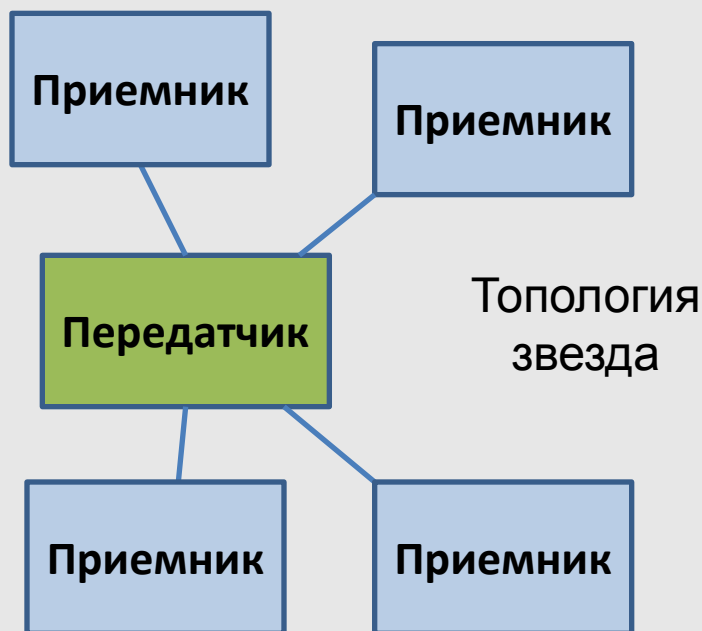 Приемник
Приемник
Передатчик
Топология
звезда
Приемник
Приемник